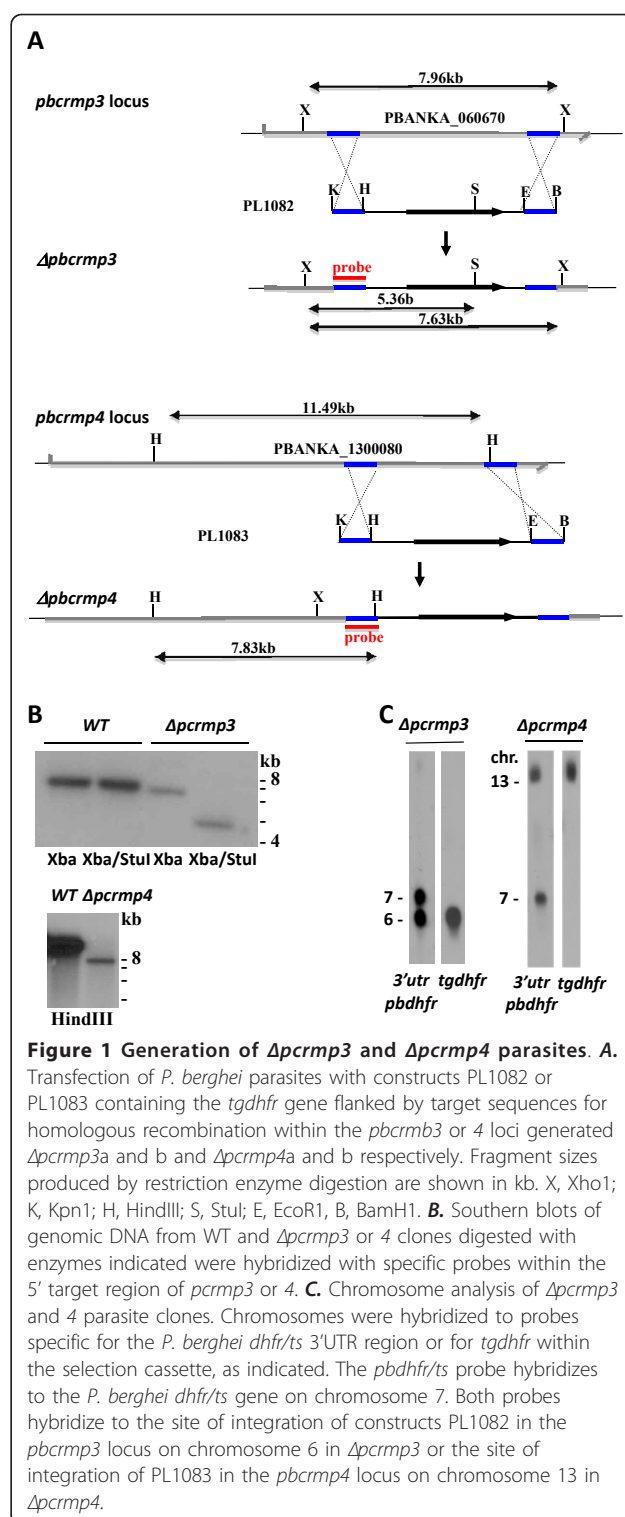 A
7.96kb
pbcrmp3 locus
X
PBANKA_060670
X
K
H
S
E
B
PL1082
Δpbcrmp3
X
probe
S
X
5.36b
7.63kb
11.49kb
pbcrmp4 locus
H
PBANKA_1300080
H
K
H
E
B
PL1083
Δpbcrmp4
H
X
H
probe
7.83kb
B
WT Δpcrmp3
kb
- 8
-
-
-
- 4
Xba Xba/StuI Xba Xba/StuI
WT Δpcrmp4
kb
- 8
-
-
-
HindIII
C
Δpcrmp3
7 -
6 -
3'utr tgdhfr
pbdhfr
Δpcrmp4
chr.
13 -
7 -
3'utr tgdhfr
pbdhfr
Figure 1 Generation of Δpcrmp3 and Δpcrmp4 parasites. A.
Transfection of P. berghei parasites with constructs PL1082 or
PL1083 containing the tgdhfr gene flanked by target sequences for
homologous recombination within the pbcrmb3 or 4 loci generated
Δpcrmp3a and b and Δpcrmp4a and b respectively. Fragment sizes
produced by restriction enzyme digestion are shown in kb. X, Xho1;
K, Kpn1; H, HindIII; S, StuI; E, EcoR1, B, BamH1. B. Southern blots of
genomic DNA from WT and Δpcrmp3 or 4 clones digested with
enzymes indicated were hybridized with specific probes within the
5' target region of pcrmp3 or 4. C. Chromosome analysis of Δpcrmp3
and 4 parasite clones. Chromosomes were hybridized to probes
specific for the P. berghei dhfr/ts 3'UTR region or for tgdhfr within
the selection cassette, as indicated. The pbdhfr/ts probe hybridizes
to the P. berghei dhfr/ts gene on chromosome 7. Both probes
hybridize to the site of integration of constructs PL1082 in the
pbcrmp3 locus on chromosome 6 in Δpcrmp3 or the site of
integration of PL1083 in the pbcrmp4 locus on chromosome 13 in
Δpcrmp4.